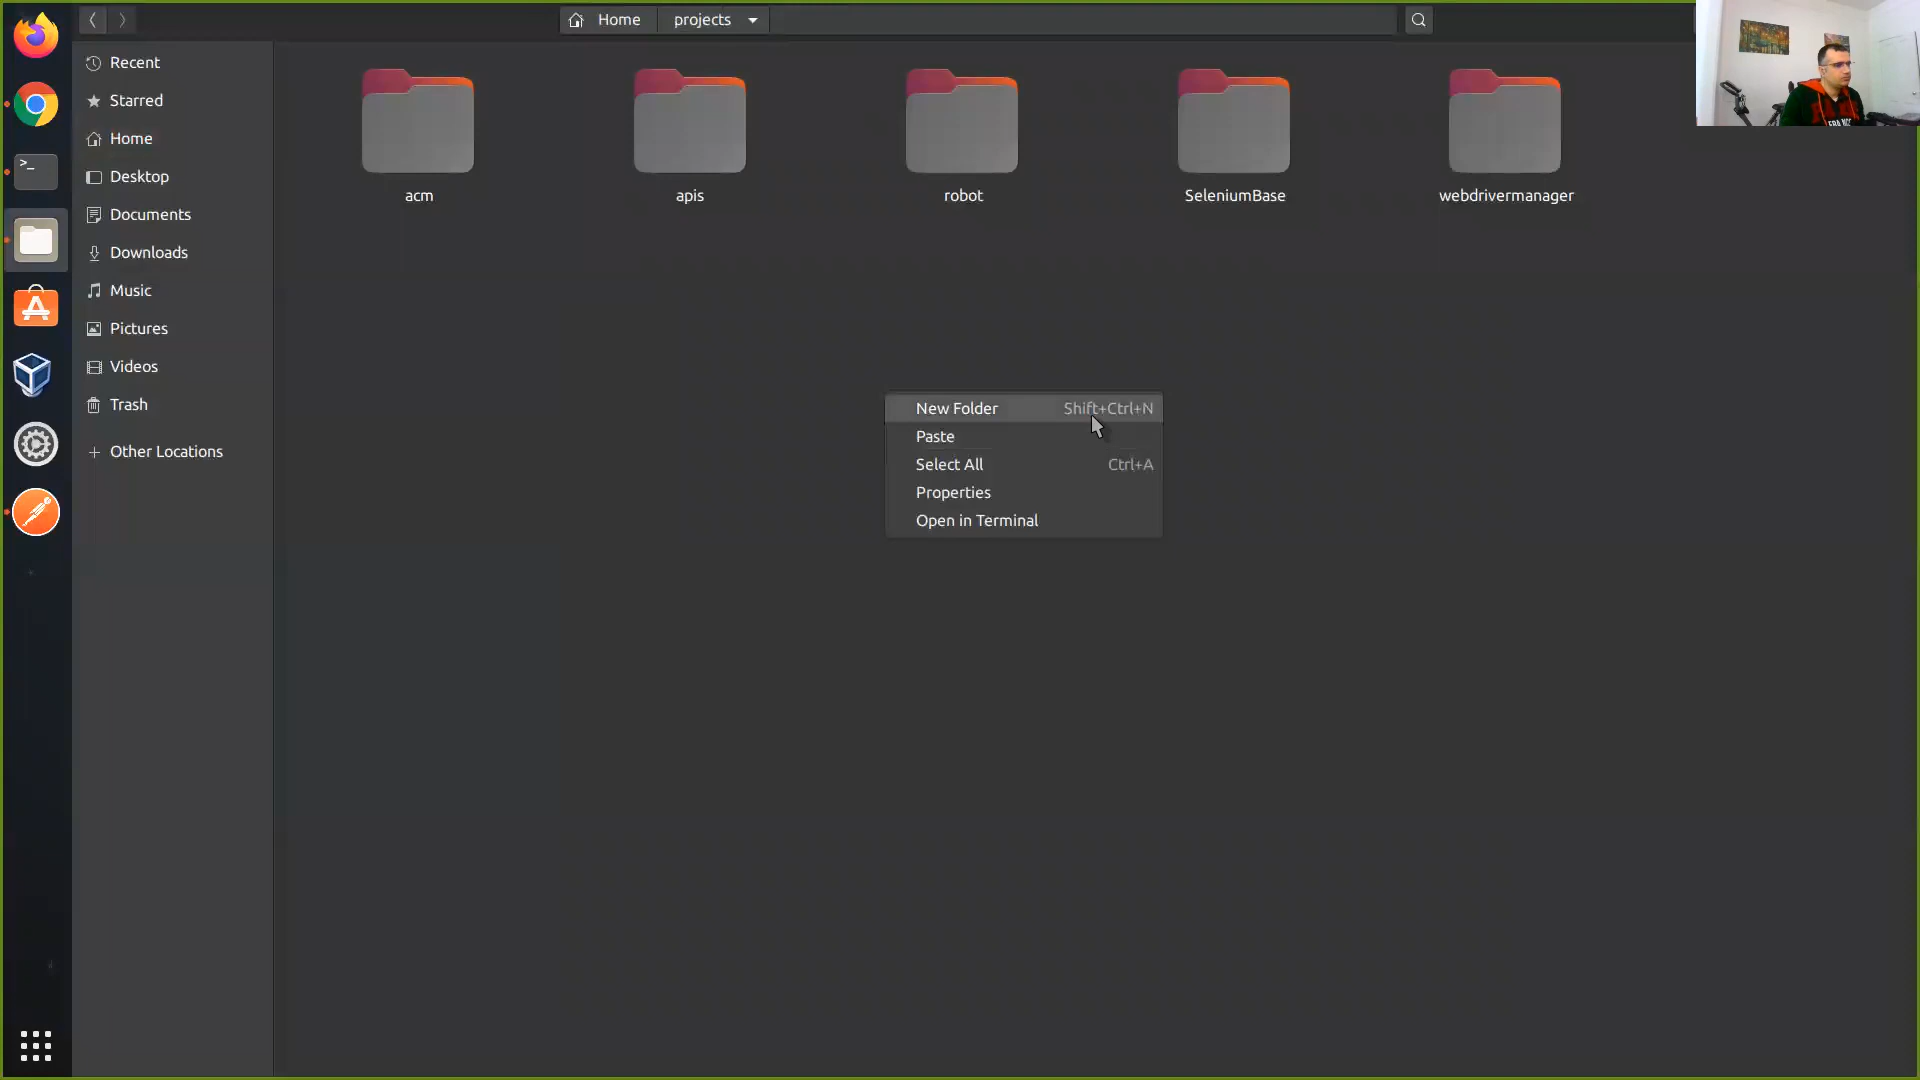 Home
projects
Recent
Starred
Home
Desktop
Documents
Downloads
Music
Pictures
Videos
Trash
Other Locations
acm
apis
robot
SeleniumBase
webdrivermanager
New Folder Shift+Ctrl+N
Paste
Select All Ctrl+A
Properties
Open in Terminal